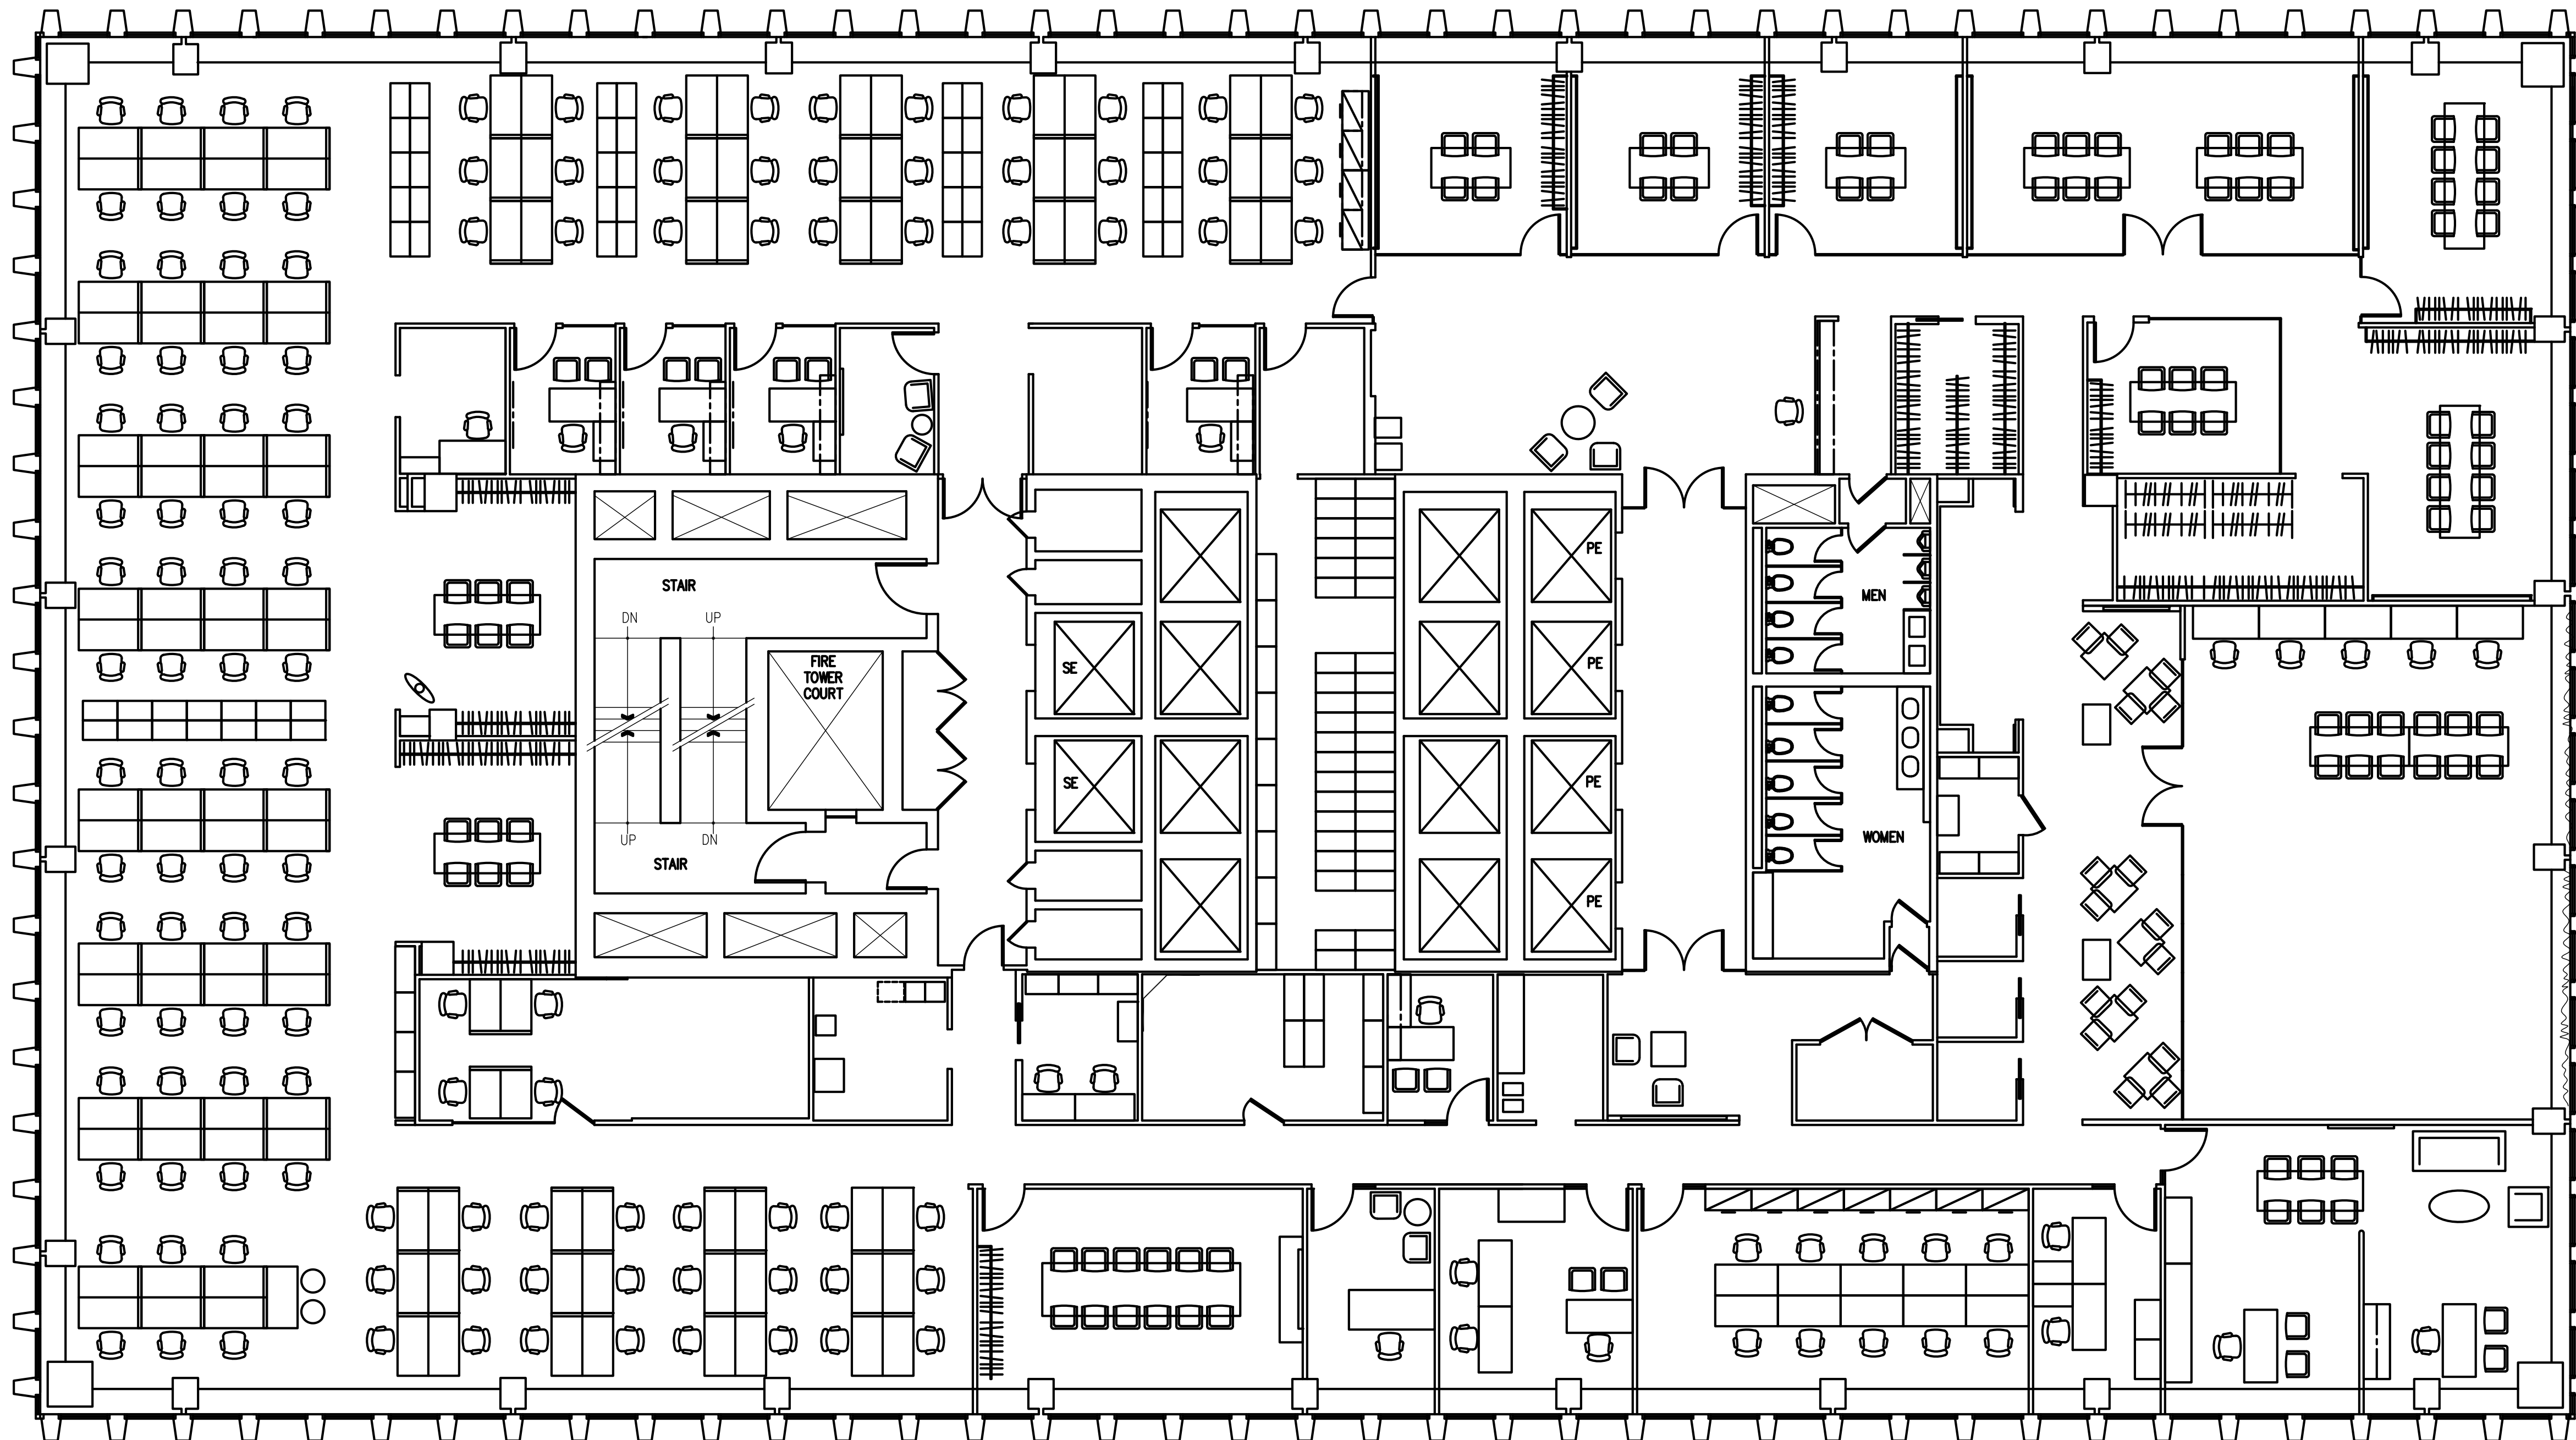 STAIR
DN
UP
FIRE
TOWER
COURT
UP
DN
STAIR
SE
SE
PE
PE
PE
PE
MEN
WOMEN